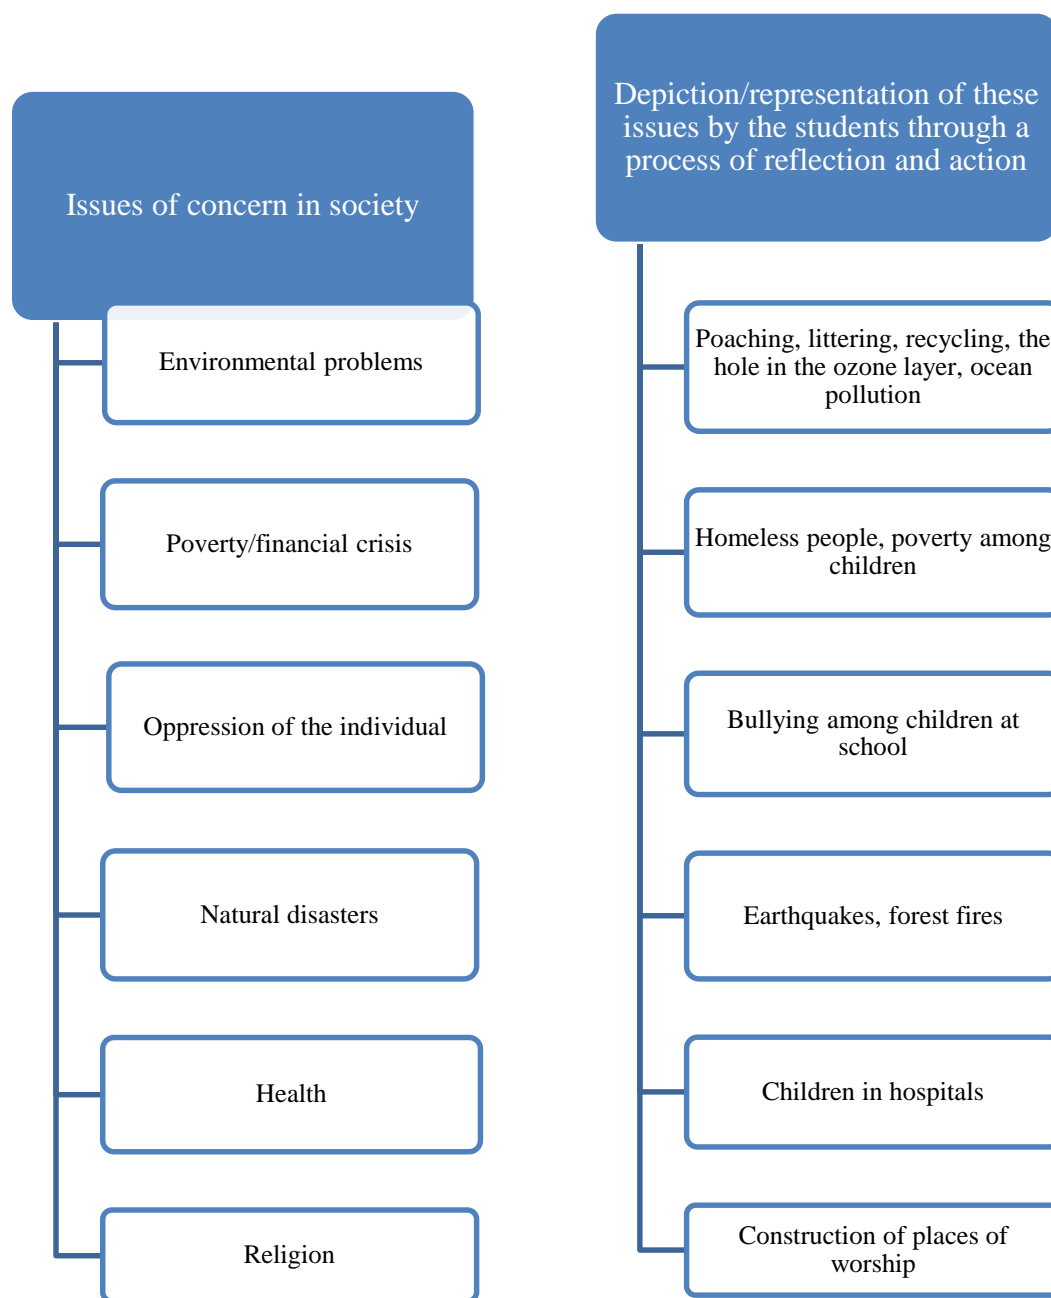 Issues of concern in society
Environmental problems
Poverty/financial crisis
Oppression of the individual
Natural disasters
Health
Religion
Depiction/representation of these
issues by the students through a
process of reflection and action
Poaching, littering, recycling, the
hole in the ozone layer, ocean
pollution
Homeless people, poverty among
children
Bullying among children at
school
Earthquakes, forest fires
Children in hospitals
Construction of places of
worship